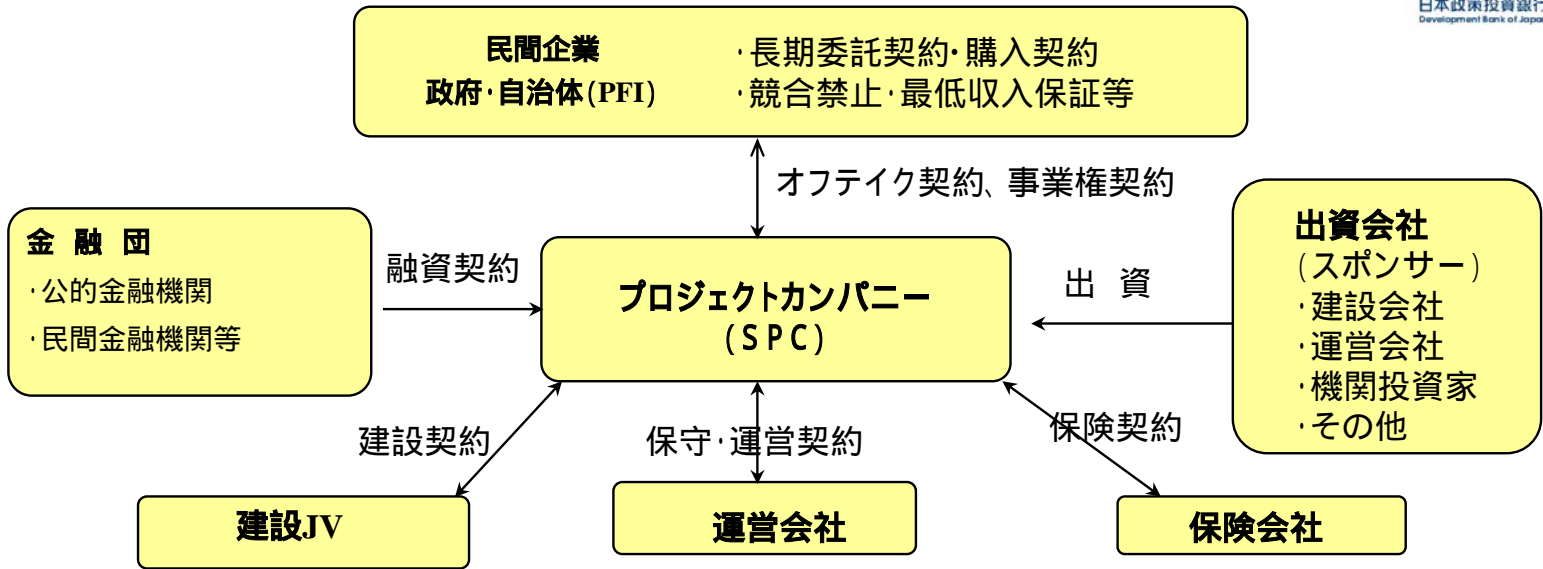 日本政策投資銀行
Development Bank of Japan
民間企業
政府・自治体(PFI)
・長期委託契約・購入契約
・競合禁止・最低収入保証等
オフテイク契約、事業権契約
金 融 団
・公的金融機関
・民間金融機関等
融資契約
プロジェクトカンパニー
(SPC)
出 資
出資会社
(スポンサー)
・建設会社
・運営会社
・機関投資家
・その他
建設契約
保守・運営契約
保険契約
建設JV
運営会社
保険会社